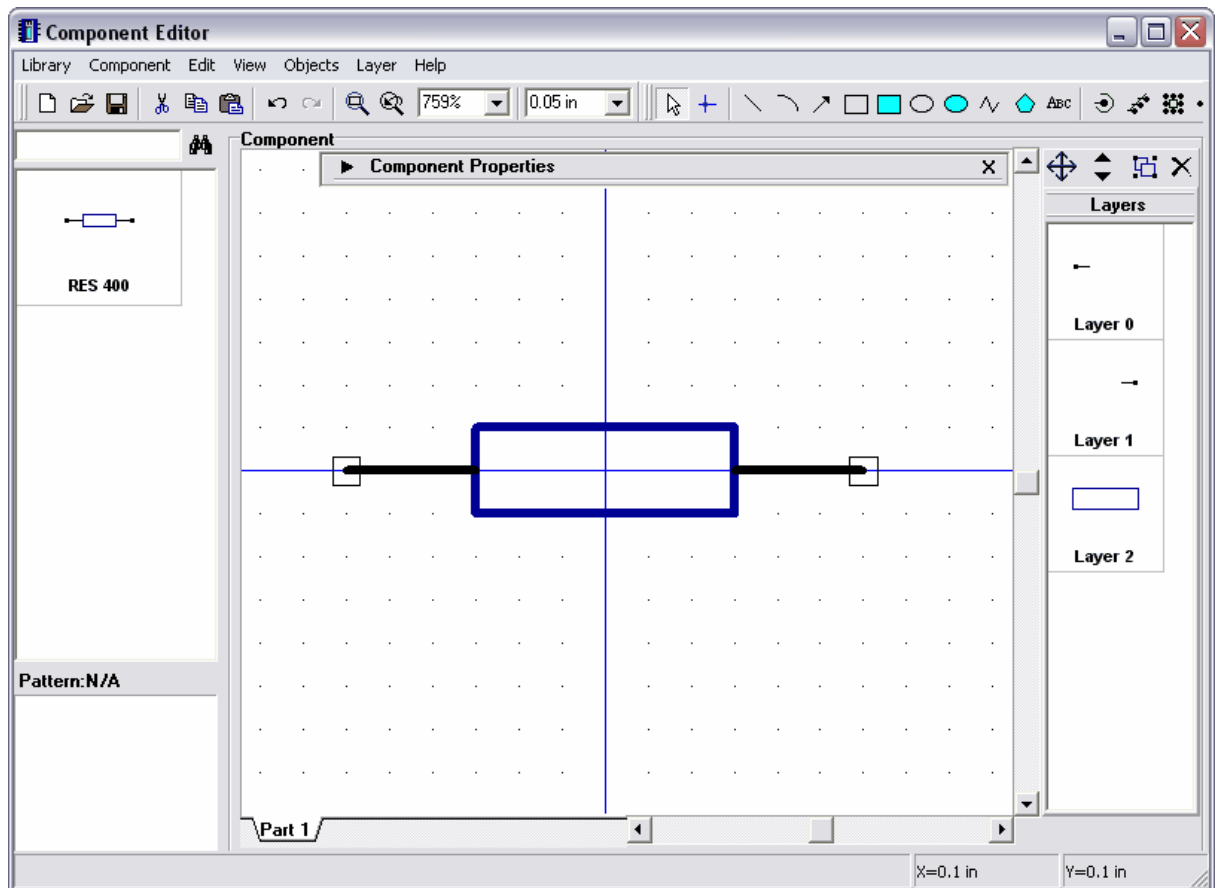 Component Editor
Library Component Edit View Objects Layer Help
759% 0.05 in ABC
Component
Component Properties X
Layers
RES 400
Layer 0
Layer 1
Layer 2
Pattern:N/A
Part 1
X=0.1 in Y=0.1 in